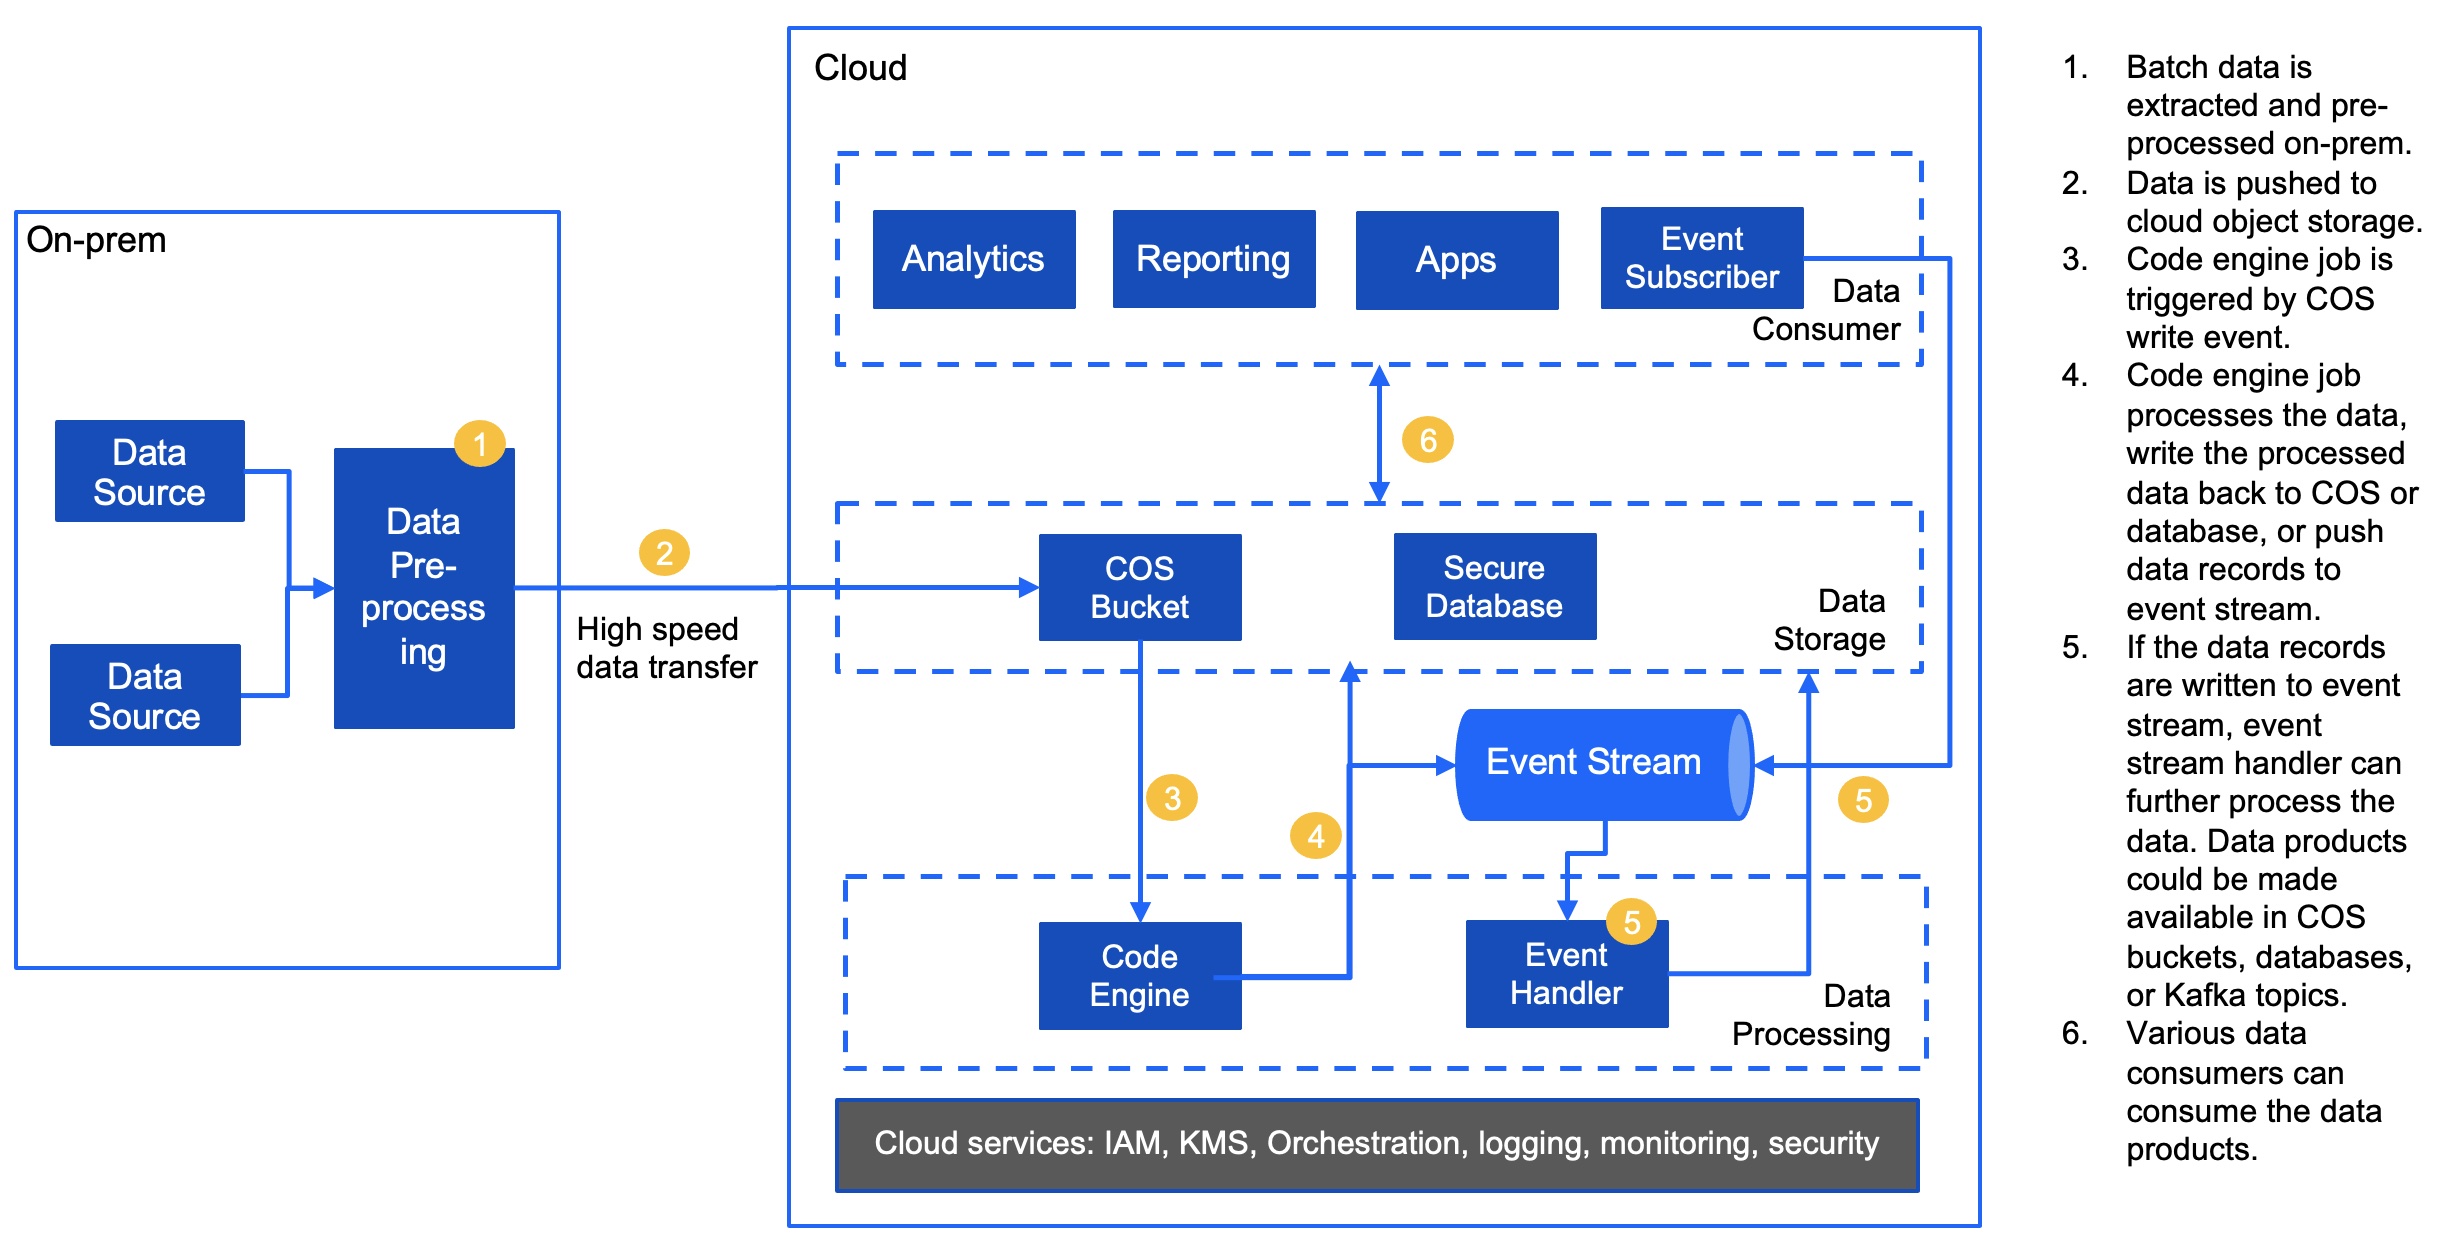 On-prem
Data
Source
Data
Source
1
Data
Pre-
process
ing
2
High speed
data transfer
Cloud
Analytics
Reporting
Apps
Event
Subscriber
Data
Consumer
6
COS
Bucket
Secure
Database
Data
Storage
3
4
Event Stream
5
Code
Engine
5
Event
Handler
Data
Processing
Cloud services: IAM, KMS, Orchestration, logging, monitoring, security
1. Batch data is
extracted and pre-
processed on-prem.
2. Data is pushed to
cloud object storage.
3. Code engine job is
triggered by COS
write event.
4. Code engine job
processes the data,
write the processed
data back to COS or
database, or push
data records to
event stream.
5. If the data records
are written to event
stream, event
stream handler can
further process the
data. Data products
could be made
available in COS
buckets, databases,
or Kafka topics.
6. Various data
consumers can
consume the data
products.